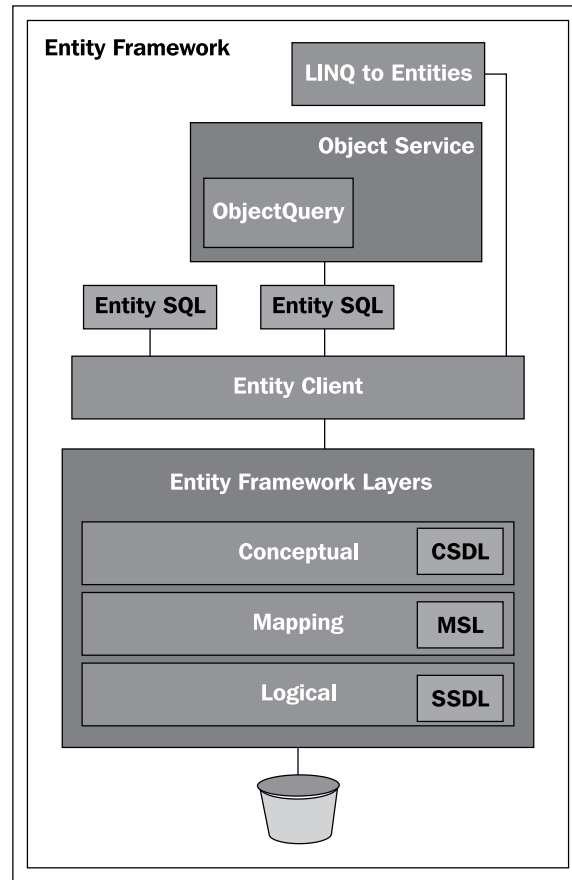 Entity Framework
LINQ to Entities
Object Service
ObjectQuery
Entity SQL
Entity SQL
Entity Client
Entity Framework Layers
Conceptual
CSDL
Mapping
MSL
Logical
SSDL